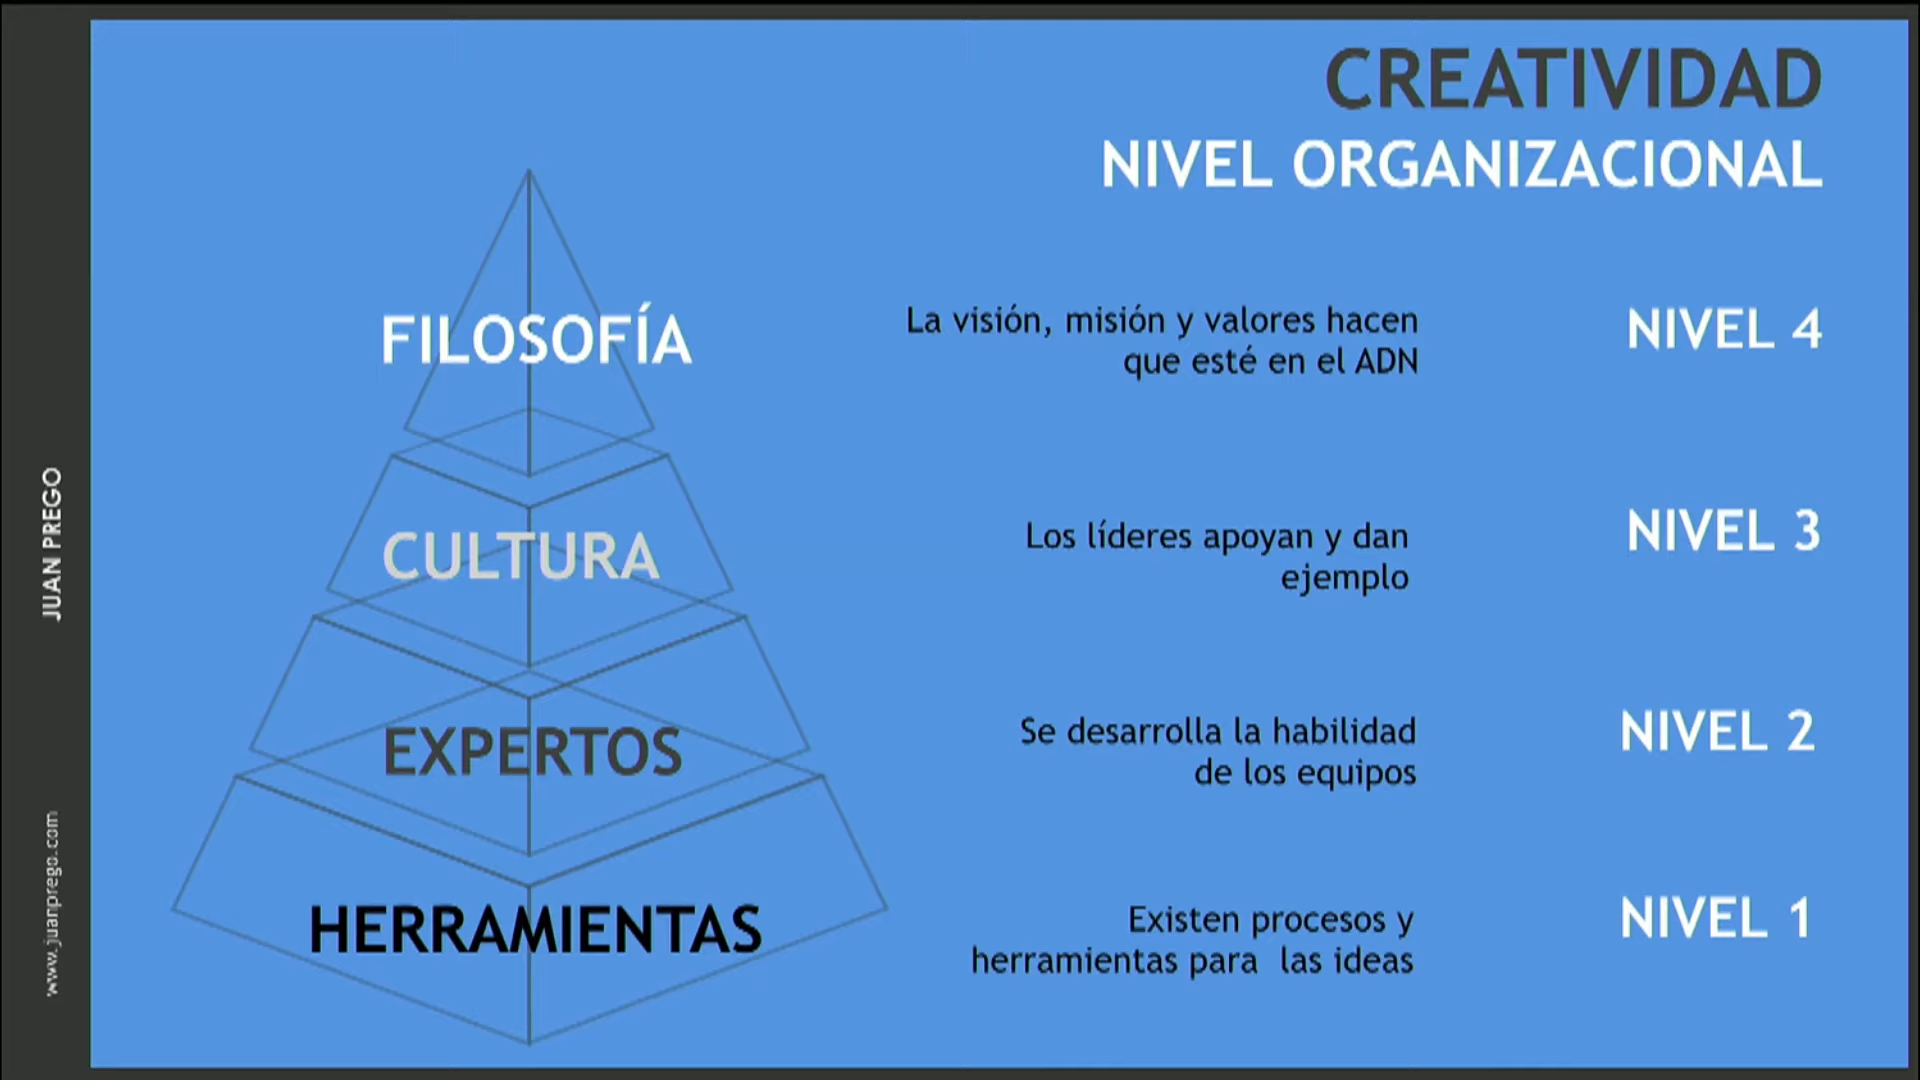 CREATIVIDAD
NIVEL ORGANIZACIONAL
FILOSOFÍA
La visión, misión y valores hacen
que esté en el ADN
NIVEL 4
CULTURA
Los líderes apoyan y dan
ejemplo
NIVEL 3
EXPERTOS
Se desarrolla la habilidad
de los equipos
NIVEL 2
HERRAMIENTAS
Existen procesos y
herramientas para  las ideas
NIVEL 1
JUAN PREGO
www.juanprego.com